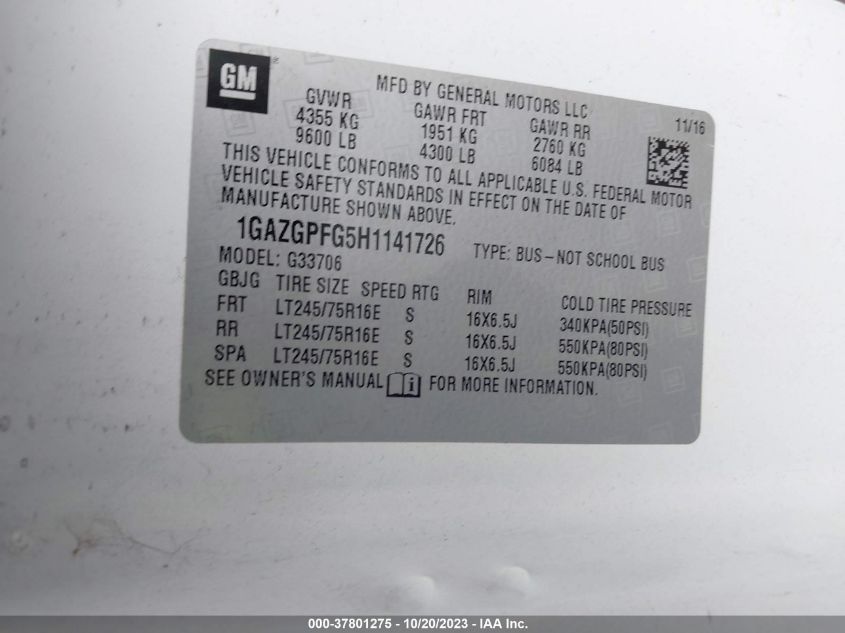 GM
MFD BY GENERAL MOTORS LLC
11/16
GVWR GAWR FRT GAWR RR
4355 KG 1951 KG 2760 KG
9600 LB 4300 LB 6084 LB
THIS VEHICLE CONFORMS TO ALL APPLICABLE U.S. FEDERAL MOTOR
VEHICLE SAFETY STANDARDS IN EFFECT ON THE DATE OF
MANUFACTURE SHOWN ABOVE.
1GAZGPFG5H1141726 TYPE: BUS-NOT SCHOOL BUS
MODEL: G33706
GBJG TIRE SIZE SPEED RTG RIM COLD TIRE PRESSURE
FRT LT245/75R16E S 16X6.5J 340KPA(50PSI)
RR LT245/75R16E S 16X6.5J 550KPA(80PSI)
SPA LT245/75R16E S 16X6.5J 550KPA(80PSI)
SEE OWNER'S MANUAL i FOR MORE INFORMATION.
000-37801275 - 10/20/2023 - IAA Inc.